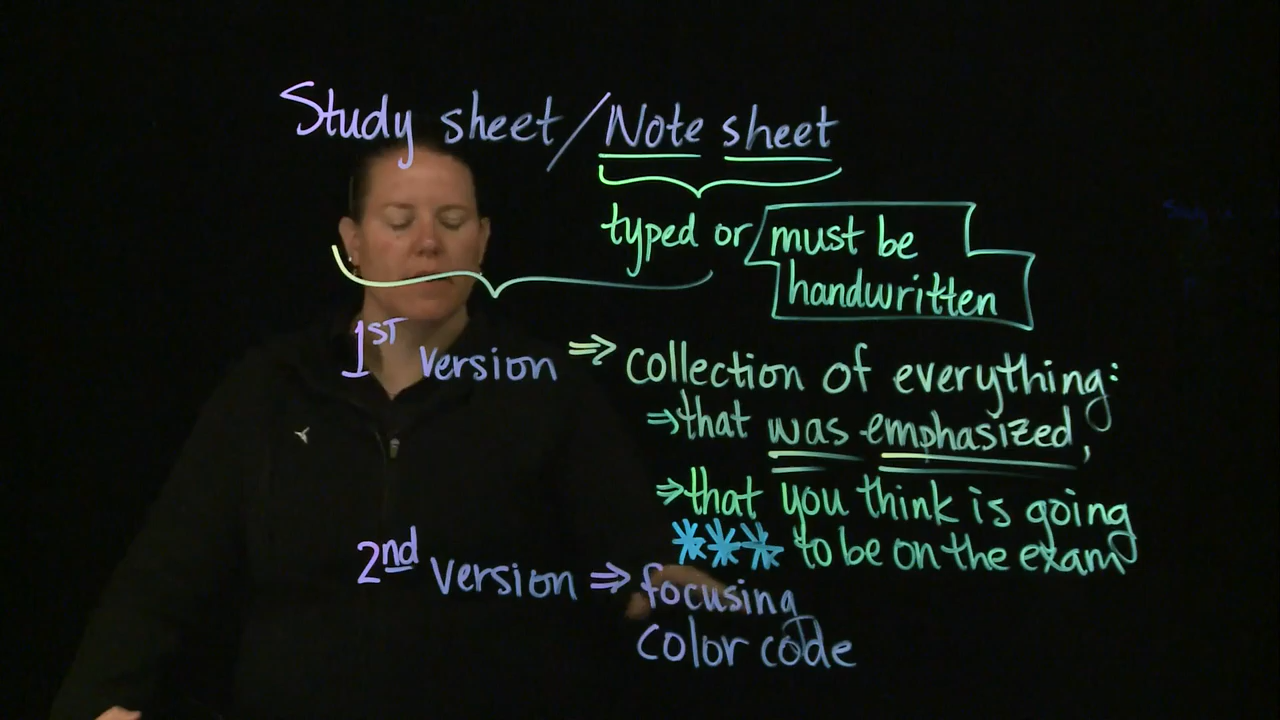 Study sheet/Note sheet
typed or must be
handwritten
1ST version ⇒ collection of everything:
⇒that was emphasized,
⇒that you think is going
*** to be on the exam
2nd version ⇒ focusing
color code